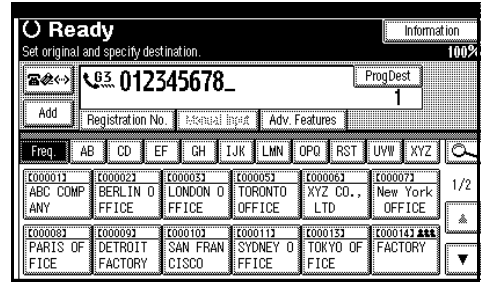 Ready
Information
Set original and specify destination.
100%
G3 012345678_
ProgDest
1
Add
Registration No.
Manual Input
Adv. Features
Freq. AB CD EF GH IJK LMN OPQ RST UVW XYZ
[00001] [00002] [00003] [00005] [00006] [00007]
ABC COMP BERLIN O LONDON O TORONTO XYZ CO., New York
ANY FFICE FFICE OFFICE LTD OFFICE
1/2
[00008] [00009] [00010] [00011] [00013] [00014]
PARIS OF DETROIT SAN FRAN SYDNEY O TOKYO OF FACTORY
FICE FACTORY CISCO FFICE FICE